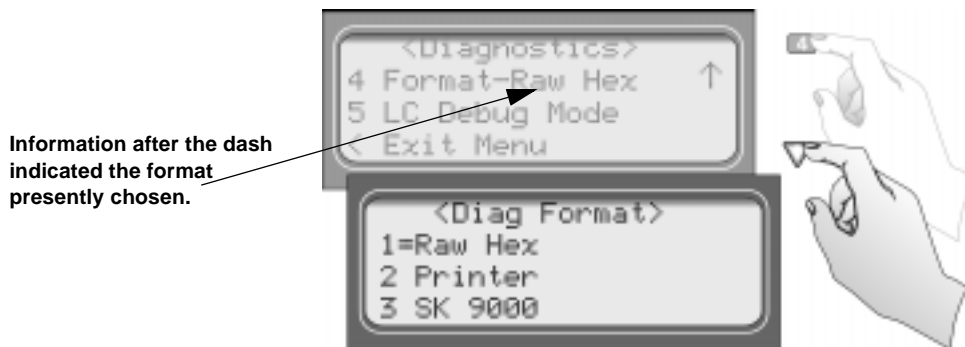 <Diagnostics>
4 Format-Raw Hex ↑
5 LC Debug Mode
< Exit Menu
4
Information after the dash
indicated the format
presently chosen.
<Diag Format>
1=Raw Hex
2 Printer
3 SK 9000